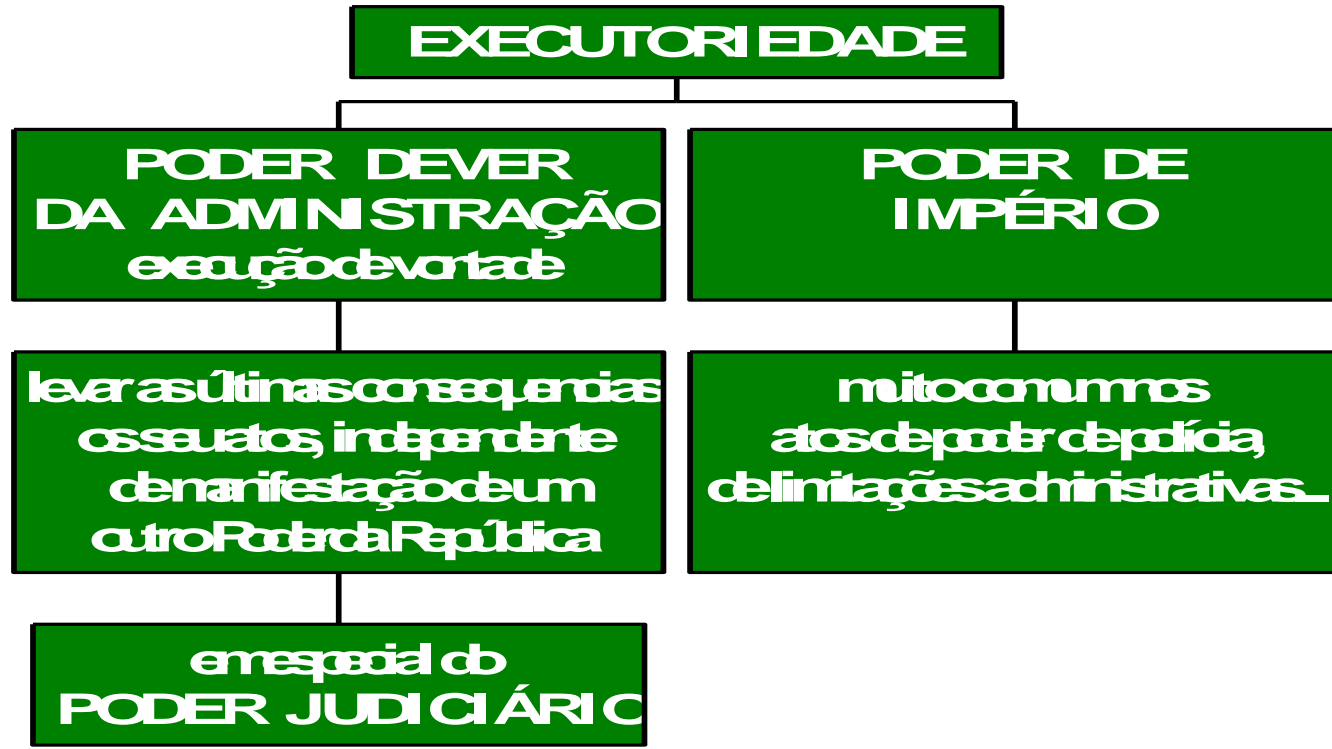 EXECUTORIEDADE
PODER DEVER
DA ADMINISTRAÇÃO
execução de vontade
PODER DE
IMPÉRIO
levar as últimas consequencias
os seu atos, independente
de manifestação de um
outro Poder da República
muito comum nos
atos de poder de polícia,
de limitações administrativas...
em especial do
PODER JUDICIÁRIO